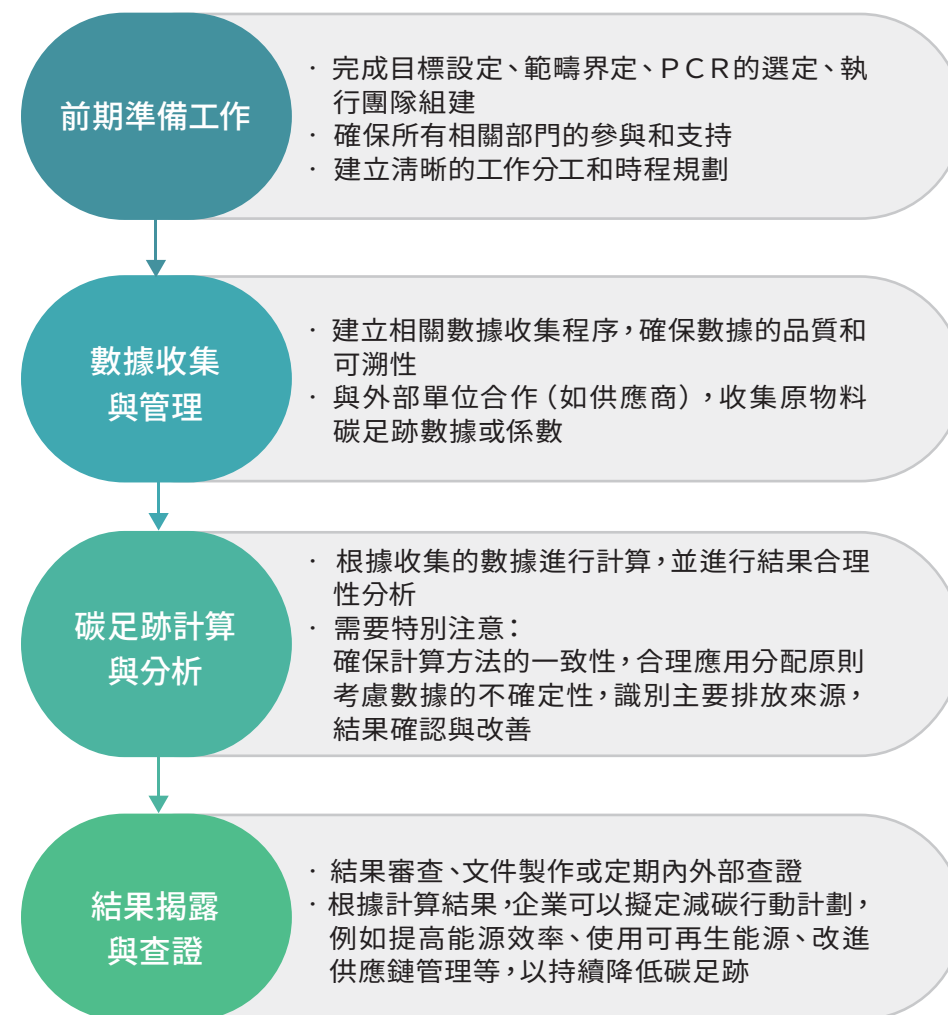 前期準備工作
· 完成目標設定、範疇界定、ＰＣＲ的選定、執
行團隊組建
· 確保所有相關部門的參與和支持
· 建立清晰的工作分工和時程規劃
數據收集
與管理
· 建立相關數據收集程序，確保數據的品質和
可溯性
· 與外部單位合作（如供應商），收集原物料
碳足跡數據或係數
碳足跡計算
與分析
· 根據收集的數據進行計算，並進行結果合理
性分析
· 需要特別注意：
確保計算方法的一致性，合理應用分配原則
考慮數據的不確定性，識別主要排放來源，
結果確認與改善
結果揭露
與查證
· 結果審查、文件製作或定期內外部查證
· 根據計算結果，企業可以擬定減碳行動計劃，
例如提高能源效率、使用可再生能源、改進
供應鏈管理等，以持續降低碳足跡